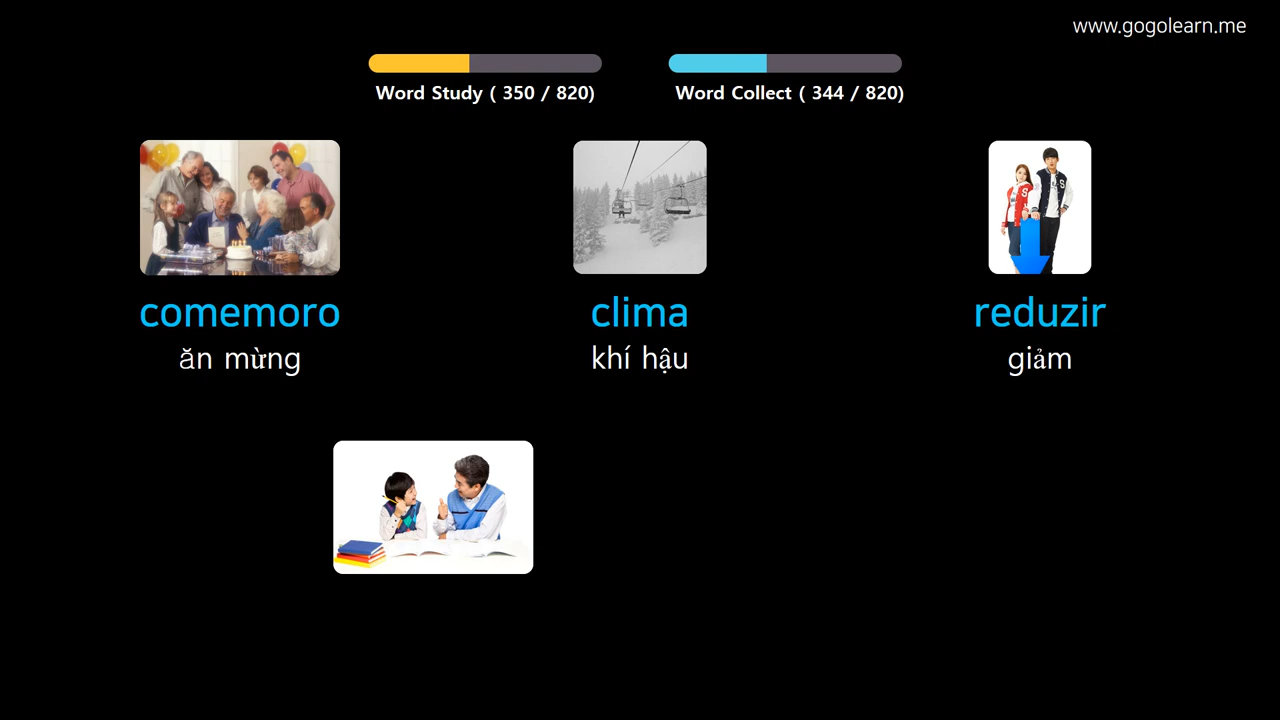 www.gogolearn.me
Word Study ( 350 / 820)
Word Collect ( 344 / 820)
comemoro
ăn mừng
clima
khí hậu
reduzir
giảm